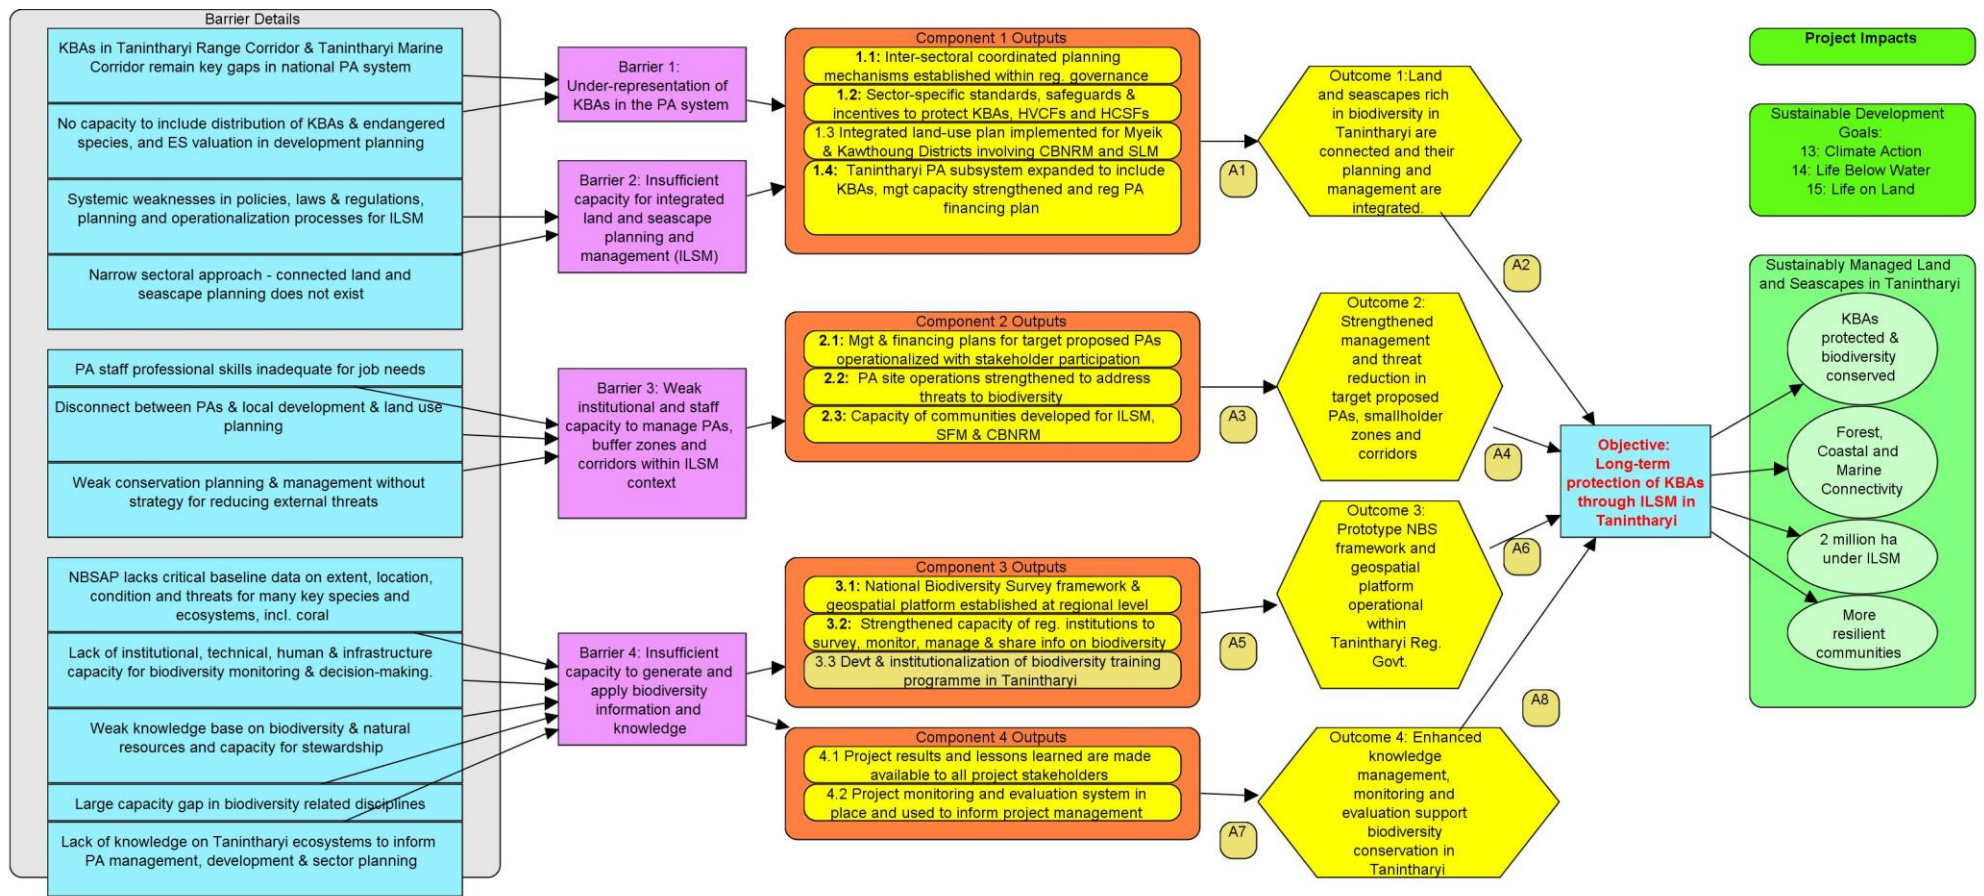 Barrier Details
KBAs in Tanintharyi Range Corridor & Tanintharyi Marine
Corridor remain key gaps in national PA system
No capacity to include distribution of KBAs & endangered
species, and ES valuation in development planning
Systemic weaknesses in policies, laws & regulations,
planning and operationalization processes for ILSM
Narrow sectoral approach - connected land and
seascape planning does not exist
PA staff professional skills inadequate for job needs
Disconnect between PAs & local development & land use
planning
Weak conservation planning & management without
strategy for reducing external threats
NBSAP lacks critical baseline data on extent, location,
condition and threats for many key species and
ecosystems, incl. coral
Lack of institutional, technical, human & infrastructure
capacity for biodiversity monitoring & decision-making.
Weak knowledge base on biodiversity & natural
resources and capacity for stewardship
Large capacity gap in biodiversity related disciplines
Lack of knowledge on Tanintharyi ecosystems to inform
PA management, development & sector planning
Barrier 1:
Under-representation of
KBAs in the PA system
Barrier 2: Insufficient
capacity for integrated
land and seascape
planning and
management (ILSM)
Barrier 3: Weak
institutional and staff
capacity to manage PAs,
buffer zones and
corridors within ILSM
context
Barrier 4: Insufficient
capacity to generate and
apply biodiversity
information and
knowledge
Component 1 Outputs
1.1: Inter-sectoral coordinated planning
mechanisms established within reg. governance
1.2: Sector-specific standards, safeguards &
incentives to protect KBAs, HVCFs and HCSFs
1.3 Integrated land-use plan implemented for Myeik
& Kawthoung Districts involving CBNRM and SLM
1.4: Tanintharyi PA subsystem expanded to include
KBAs, mgt capacity strengthened and reg PA
financing plan
Component 2 Outputs
2.1: Mgt & financing plans for target proposed PAs
operationalized with stakeholder participation
2.2: PA site operations strengthened to address
threats to biodiversity
2.3: Capacity of communities developed for ILSM,
SFM & CBNRM
Component 3 Outputs
3.1: National Biodiversity Survey framework &
geospatial platform established at regional level
3.2: Strengthened capacity of reg. institutions to
survey, monitor, manage & share info on biodiversity
3.3 Devt & institutionalization of biodiversity training
programme in Tanintharyi
Component 4 Outputs
4.1 Project results and lessons learned are made
available to all project stakeholders
4.2 Project monitoring and evaluation system in
place and used to inform project management
A1
A3
A5
A7
Outcome 1:Land
and seascapes rich
in biodiversity in
Tanintharyi are
connected and their
planning and
management are
integrated.
Outcome 2:
Strengthened
management
and threat
reduction in
target proposed
PAs, smallholder
zones and
corridors
Outcome 3:
Prototype NBS
framework and
geospatial
platform
operational
within
Tanintharyi Reg.
Govt.
Outcome 4: Enhanced
knowledge
management,
monitoring and
evaluation support
biodiversity
conservation in
Tanintharyi
A2
A4
A6
A8
Objective:
Long-term
protection of KBAs
through ILSM in
Tanintharyi
Project Impacts
Sustainable Development
Goals:
13: Climate Action
14: Life Below Water
15: Life on Land
Sustainably Managed Land
and Seascapes in Tanintharyi
KBAs
protected &
biodiversity
conserved
Forest,
Coastal and
Marine
Connectivity
2 million ha
under ILSM
More
resilient
communities